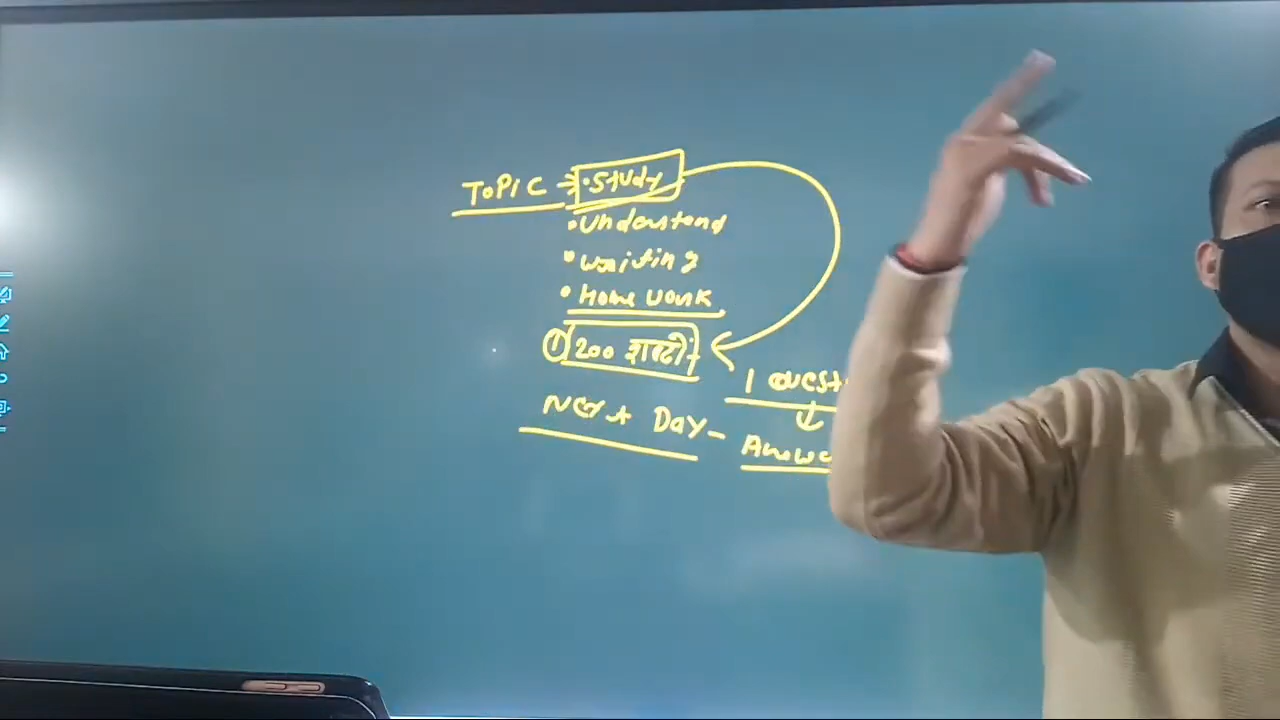 TOPIC → • Study
• Understand
• Writing
• Home work
① 200 शब्दों
1 Quest
Next Day - Answe